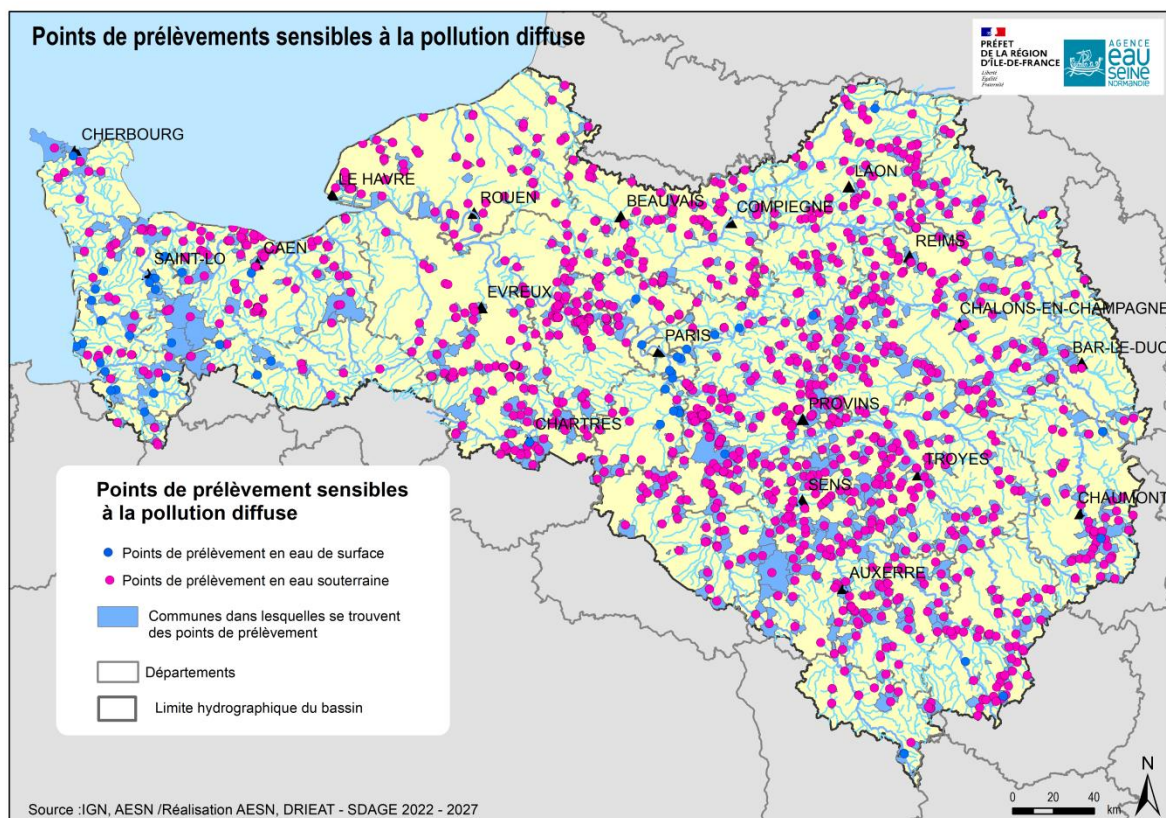 Points de prélèvements sensibles à la pollution diffuse
PRÉFET
DE LA RÉGION
D'ÎLE-DE-FRANCE
Liberté
Égalité
Fraternité
AGENCE
eau
SEINE
NORMANDIE
CHERBOURG
LE HAVRE
ROUEN
BEAUVAIS
COMPIEGNE
LAON
REIMS
CAEN
SAINT-LO
EVREUX
PARIS
CHALONS-EN-CHAMPAGNE
BAR-LE-DUC
CHARTRES
PROVINS
TROYES
SENS
CHAUMONT
AUXERRE
Points de prélèvement sensibles
à la pollution diffuse
Points de prélèvement en eau de surface
Points de prélèvement en eau souterraine
Communes dans lesquelles se trouvent
des points de prélèvement
Départements
Limite hydrographique du bassin
Source :IGN, AESN /Réalisation AESN, DRIEAT - SDAGE 2022 - 2027
N
0 20 40
km